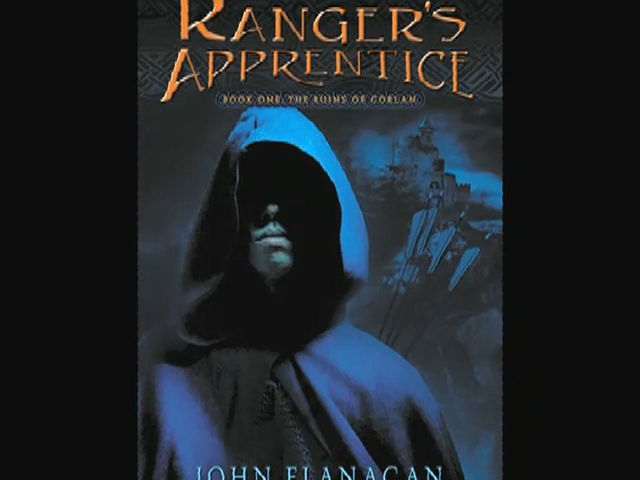 RANGER'S
APPRENTICE
BOOK ONE: THE RUINS OF GORLAN
JOHN FLANAGAN